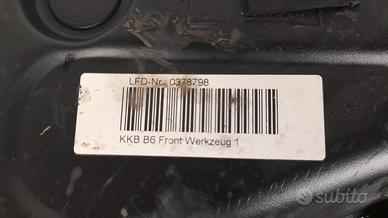 LFD-Nr. 0378798
KKB B6 Front Werkzeug 1
subito